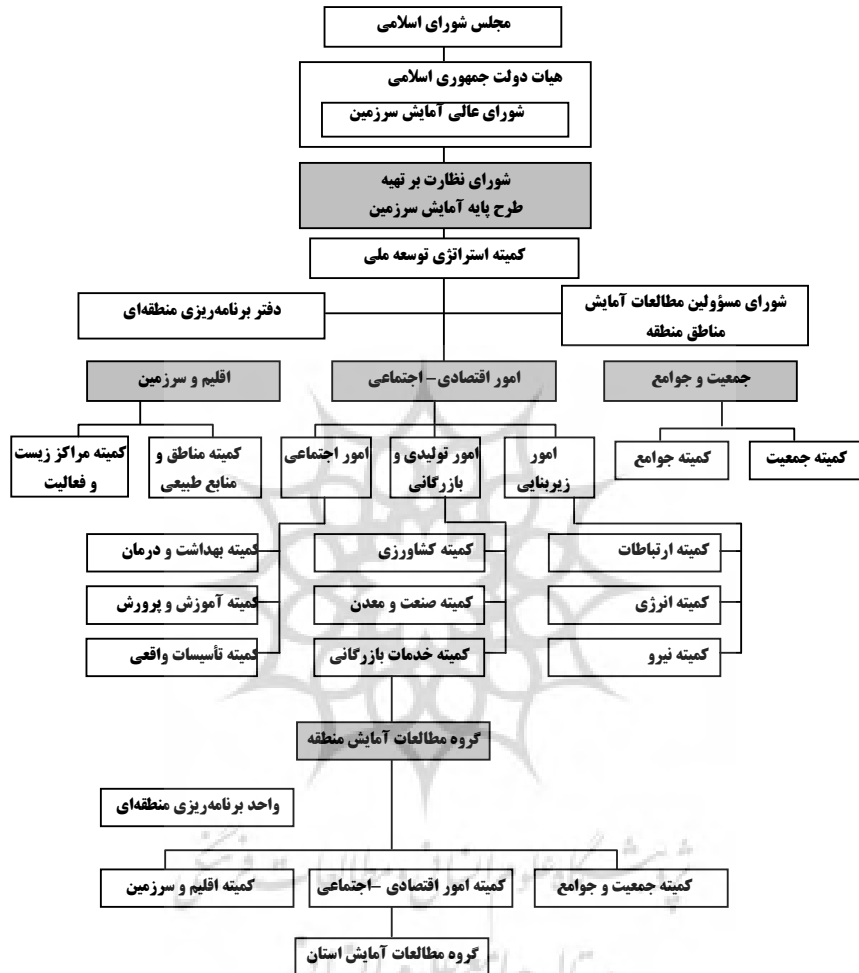 مجلس شورای اسلامی
هیات دولت جمهوری اسلامی
شورای عالی آمایش سرزمین
شورای نظارت بر تهیه
طرح پایه آمایش سرزمین
کمیته استراتژی توسعه ملی
شورای مسؤولین مطالعات آمایش
مناطق منطقه
دفتر برنامه‌ریزی منطقه‌ای
جمعیت و جوامع
امور اقتصادی– اجتماعی
اقلیم و سرزمین
کمیته جمعیت
کمیته جوامع
امور
زیربنایی
امور تولیدی و
بازرگانی
امور اجتماعی
کمیته مناطق و
منابع طبیعی
کمیته مراکز زیست
و فعالیت
کمیته ارتباطات
کمیته کشاورزی
کمیته بهداشت و درمان
کمیته انرژی
کمیته صنعت و معدن
کمیته آموزش و پرورش
کمیته نیرو
کمیته خدمات بازرگانی
کمیته تأسیسات واقعی
گروه مطالعات آمایش منطقه
واحد برنامه‌ریزی منطقه‌ای
کمیته جمعیت و جوامع
کمیته امور اقتصادی –اجتماعی
کمیته اقلیم و سرزمین
گروه مطالعات آمایش استان
پژوهشگاه علوم انسانی و مطالعات فرهنگی